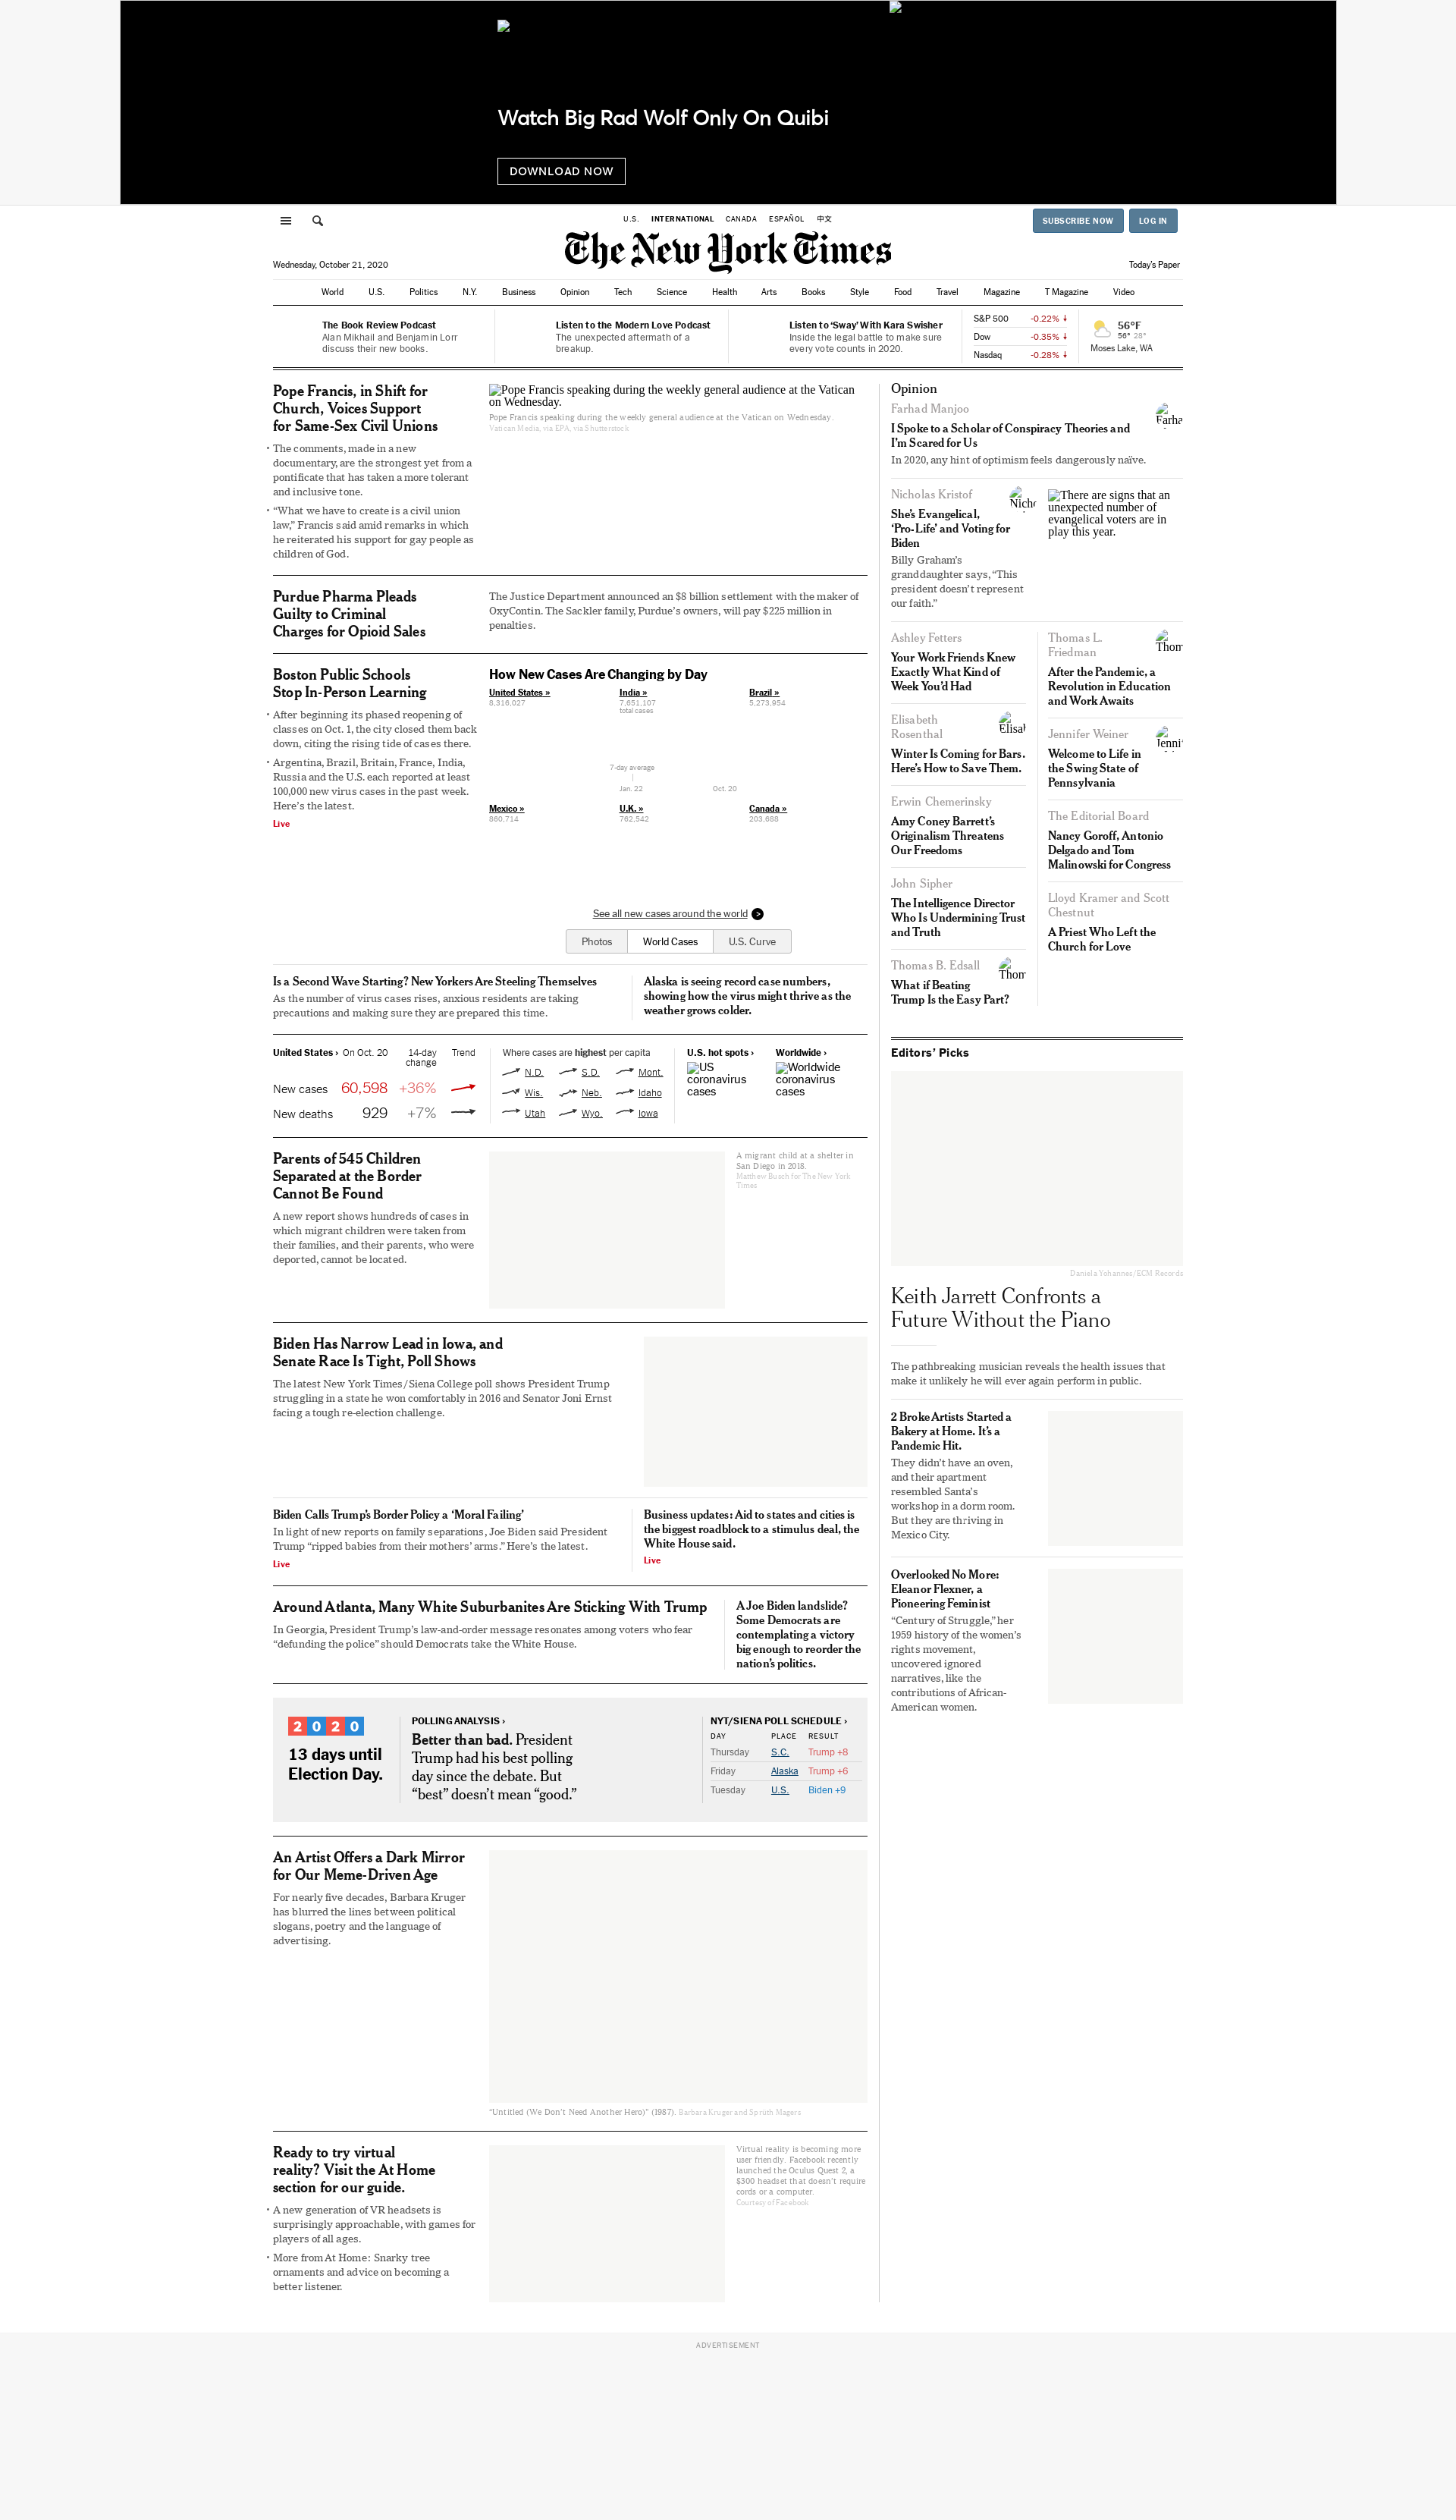 Watch Big Rad Wolf Only On Quibi
DOWNLOAD NOW
U.S. INTERNATIONAL CANADA ESPAÑOL 中文
SUBSCRIBE NOW LOG IN
The New York Times
Wednesday, October 21, 2020
Today's Paper
World U.S. Politics N.Y. Business Opinion Tech Science Health Arts Books Style Food Travel Magazine T Magazine Video
The Book Review Podcast
Alan Mikhail and Benjamin Lorr
discuss their new books.
Listen to the Modern Love Podcast
The unexpected aftermath of a
breakup.
Listen to ‘Sway’ With Kara Swisher
Inside the legal battle to make sure
every vote counts in 2020.
S&P 500 -0.22%
Dow -0.35%
Nasdaq -0.28%
56°F
56° 28°
Moses Lake, WA
Pope Francis, in Shift for
Church, Voices Support
for Same-Sex Civil Unions
• The comments, made in a new
documentary, are the strongest yet from a
pontificate that has taken a more tolerant
and inclusive tone.
• “What we have to create is a civil union
law,” Francis said amid remarks in which
he reiterated his support for gay people as
children of God.
Pope Francis speaking during the weekly general audience at the Vatican
on Wednesday.
Pope Francis speaking during the weekly general audience at the Vatican on Wednesday.
Vatican Media, via EPA, via Shutterstock
Purdue Pharma Pleads
Guilty to Criminal
Charges for Opioid Sales
The Justice Department announced an $8 billion settlement with the maker of
OxyContin. The Sackler family, Purdue’s owners, will pay $225 million in
penalties.
Boston Public Schools
Stop In-Person Learning
• After beginning its phased reopening of
classes on Oct. 1, the city closed them back
down, citing the rising tide of cases there.
• Argentina, Brazil, Britain, France, India,
Russia and the U.S. each reported at least
100,000 new virus cases in the past week.
Here’s the latest.
Live
How New Cases Are Changing by Day
United States »
8,316,027
India »
7,651,107
total cases
Brazil »
5,273,954
7-day average
Jan. 22 Oct. 20
Mexico »
860,714
U.K. »
762,542
Canada »
203,688
See all new cases around the world >
Photos World Cases U.S. Curve
Is a Second Wave Starting? New Yorkers Are Steeling Themselves
As the number of virus cases rises, anxious residents are taking
precautions and making sure they are prepared this time.
Alaska is seeing record case numbers,
showing how the virus might thrive as the
weather grows colder.
United States › On Oct. 20 14-day
change Trend
New cases 60,598 +36%
New deaths 929 +7%
Where cases are highest per capita
N.D. S.D. Mont.
Wis. Neb. Idaho
Utah Wyo. Iowa
U.S. hot spots ›
US
coronavirus
cases
Worldwide ›
Worldwide
coronavirus
cases
Parents of 545 Children
Separated at the Border
Cannot Be Found
A new report shows hundreds of cases in
which migrant children were taken from
their families, and their parents, who were
deported, cannot be located.
A migrant child at a shelter in
San Diego in 2018.
Matthew Busch for The New York
Times
Biden Has Narrow Lead in Iowa, and
Senate Race Is Tight, Poll Shows
The latest New York Times/Siena College poll shows President Trump
struggling in a state he won comfortably in 2016 and Senator Joni Ernst
facing a tough re-election challenge.
Biden Calls Trump’s Border Policy a ‘Moral Failing’
In light of new reports on family separations, Joe Biden said President
Trump “ripped babies from their mothers’ arms.” Here’s the latest.
Live
Business updates: Aid to states and cities is
the biggest roadblock to a stimulus deal, the
White House said.
Live
Around Atlanta, Many White Suburbanites Are Sticking With Trump
In Georgia, President Trump’s law-and-order message resonates among voters who fear
“defunding the police” should Democrats take the White House.
A Joe Biden landslide?
Some Democrats are
contemplating a victory
big enough to reorder the
nation’s politics.
2020
13 days until
Election Day.
POLLING ANALYSIS ›
Better than bad. President
Trump had his best polling
day since the debate. But
“best” doesn’t mean “good.”
NYT/SIENA POLL SCHEDULE ›
DAY PLACE RESULT
Thursday S.C. Trump +8
Friday Alaska Trump +6
Tuesday U.S. Biden +9
An Artist Offers a Dark Mirror
for Our Meme-Driven Age
For nearly five decades, Barbara Kruger
has blurred the lines between political
slogans, poetry and the language of
advertising.
“Untitled (We Don’t Need Another Hero)” (1987). Barbara Kruger and Sprüth Magers
Ready to try virtual
reality? Visit the At Home
section for our guide.
• A new generation of VR headsets is
surprisingly approachable, with games for
players of all ages.
• More from At Home: Snarky tree
ornaments and advice on becoming a
better listener.
Virtual reality is becoming more
user friendly. Facebook recently
launched the Oculus Quest 2, a
$300 headset that doesn’t require
cords or a computer.
Courtesy of Facebook
Opinion
Farhad Manjoo
I Spoke to a Scholar of Conspiracy Theories and
I’m Scared for Us
In 2020, any hint of optimism feels dangerously naïve.
Farha
Nicholas Kristof
She’s Evangelical,
‘Pro-Life’ and Voting for
Biden
Billy Graham’s
granddaughter says, “This
president doesn’t represent
our faith.”
Nicho
There are signs that an
unexpected number of
evangelical voters are in
play this year.
Ashley Fetters
Your Work Friends Knew
Exactly What Kind of
Week You’d Had
Elisabeth
Rosenthal
Elisab
Winter Is Coming for Bars.
Here’s How to Save Them.
Erwin Chemerinsky
Amy Coney Barrett’s
Originalism Threatens
Our Freedoms
John Sipher
The Intelligence Director
Who Is Undermining Trust
and Truth
Thomas B. Edsall
Thom
What if Beating
Trump Is the Easy Part?
Thomas L.
Friedman
Thom
After the Pandemic, a
Revolution in Education
and Work Awaits
Jennifer Weiner
Jennif
Welcome to Life in
the Swing State of
Pennsylvania
The Editorial Board
Nancy Goroff, Antonio
Delgado and Tom
Malinowski for Congress
Lloyd Kramer and Scott
Chestnut
A Priest Who Left the
Church for Love
Editors’ Picks
Daniela Yohannes/ECM Records
Keith Jarrett Confronts a
Future Without the Piano
The pathbreaking musician reveals the health issues that
make it unlikely he will ever again perform in public.
2 Broke Artists Started a
Bakery at Home. It’s a
Pandemic Hit.
They didn’t have an oven,
and their apartment
resembled Santa’s
workshop in a dorm room.
But they are thriving in
Mexico City.
Overlooked No More:
Eleanor Flexner, a
Pioneering Feminist
“Century of Struggle,” her
1959 history of the women’s
rights movement,
uncovered ignored
narratives, like the
contributions of African-
American women.
ADVERTISEMENT